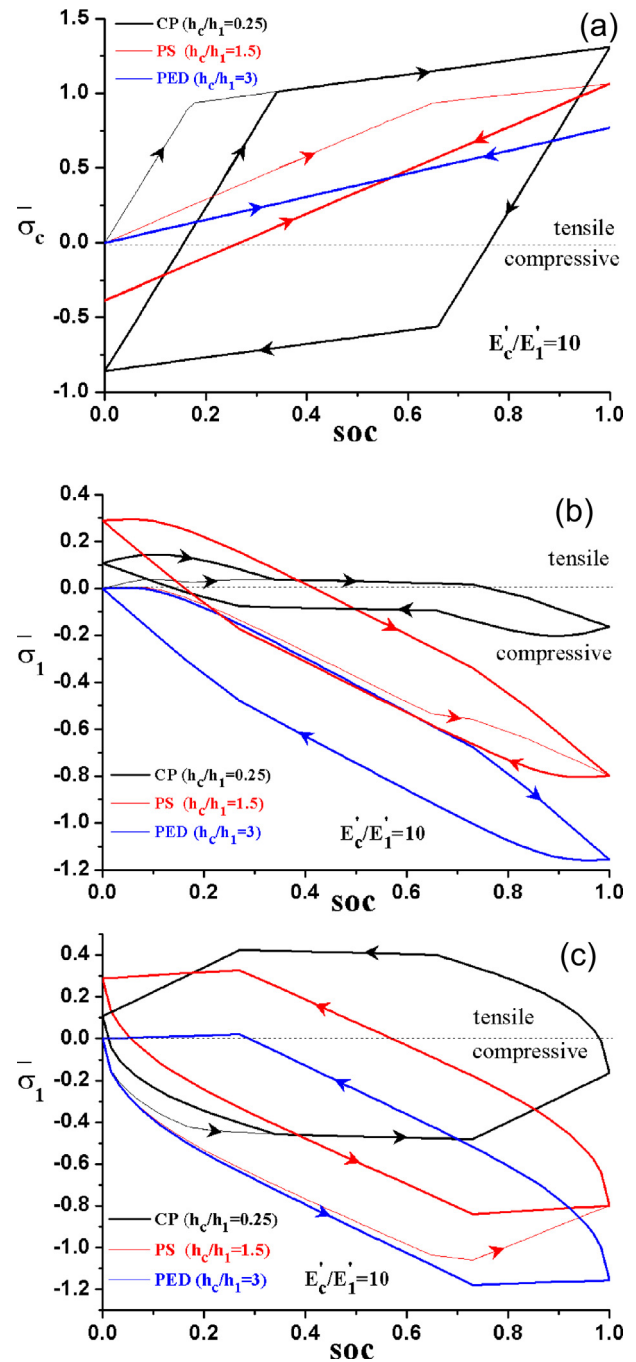 (a)
CP (h_c/h_1=0.25)
PS (h_c/h_1=1.5)
PED (h_c/h_1=3)
1.0
0.5
0.0
-0.5
-1.0
σ̄_c
tensile
compressive
E'_c/E'_1=10
0.0 0.2 0.4 0.6 0.8 1.0
soc
(b)
0.4
0.2
0.0
-0.2
-0.4
-0.6
-0.8
-1.0
-1.2
σ̄_1
tensile
compressive
CP (h_c/h_1=0.25)
PS (h_c/h_1=1.5)
PED (h_c/h_1=3)
E'_c/E'_1=10
0.0 0.2 0.4 0.6 0.8 1.0
soc
(c)
0.4
0.2
0.0
-0.2
-0.4
-0.6
-0.8
-1.0
-1.2
σ̄_1
tensile
compressive
CP (h_c/h_1=0.25)
PS (h_c/h_1=1.5)
PED (h_c/h_1=3)
E'_c/E'_1=10
0.0 0.2 0.4 0.6 0.8 1.0
soc